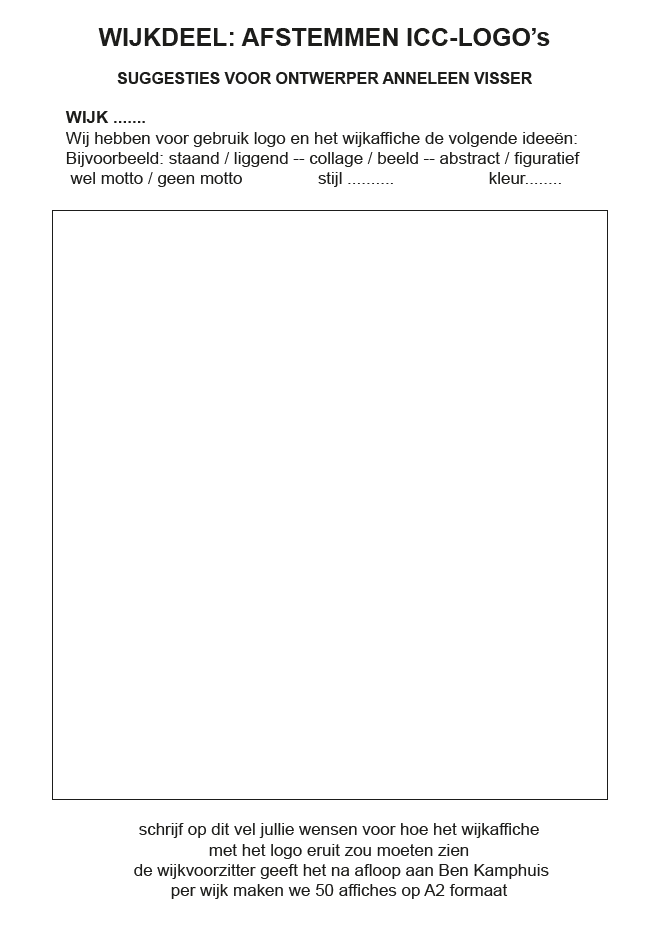 WIJKDEEL: AFSTEMMEN ICC-LOGO’s
SUGGESTIES VOOR ONTWERPER ANNELEEN VISSER
WIJK .......
Wij hebben voor gebruik logo en het wijkaffiche de volgende ideeën:
Bijvoorbeeld: staand / liggend -- collage / beeld -- abstract / figuratief
wel motto / geen motto stijl .......... kleur........
schrijf op dit vel jullie wensen voor hoe het wijkaffiche
met het logo eruit zou moeten zien
de wijkvoorzitter geeft het na afloop aan Ben Kamphuis
per wijk maken we 50 affiches op A2 formaat